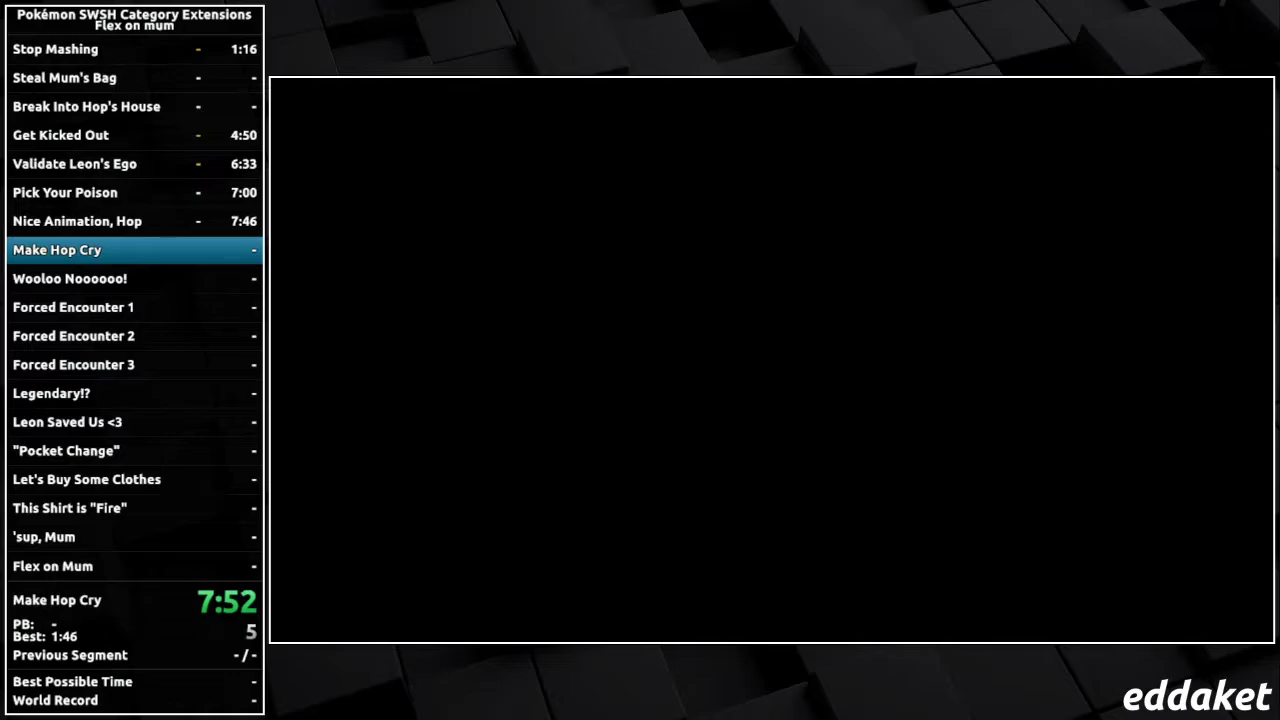 Pokémon SWSH Category Extensions
Flex on mum
Stop Mashing - 1:16
Steal Mum's Bag - -
Break Into Hop's House - -
Get Kicked Out - 4:50
Validate Leon's Ego - 6:33
Pick Your Poison - 7:00
Nice Animation, Hop - 7:46
Make Hop Cry -
Wooloo Noooooo! -
Forced Encounter 1 -
Forced Encounter 2 -
Forced Encounter 3 -
Legendary!? -
Leon Saved Us <3 -
"Pocket Change" -
Let's Buy Some Clothes -
This Shirt is "Fire" -
'sup, Mum -
Flex on Mum -
Make Hop Cry 7:52
PB: -
Best: 1:46 5
Previous Segment - / -
Best Possible Time -
World Record -
eddaket